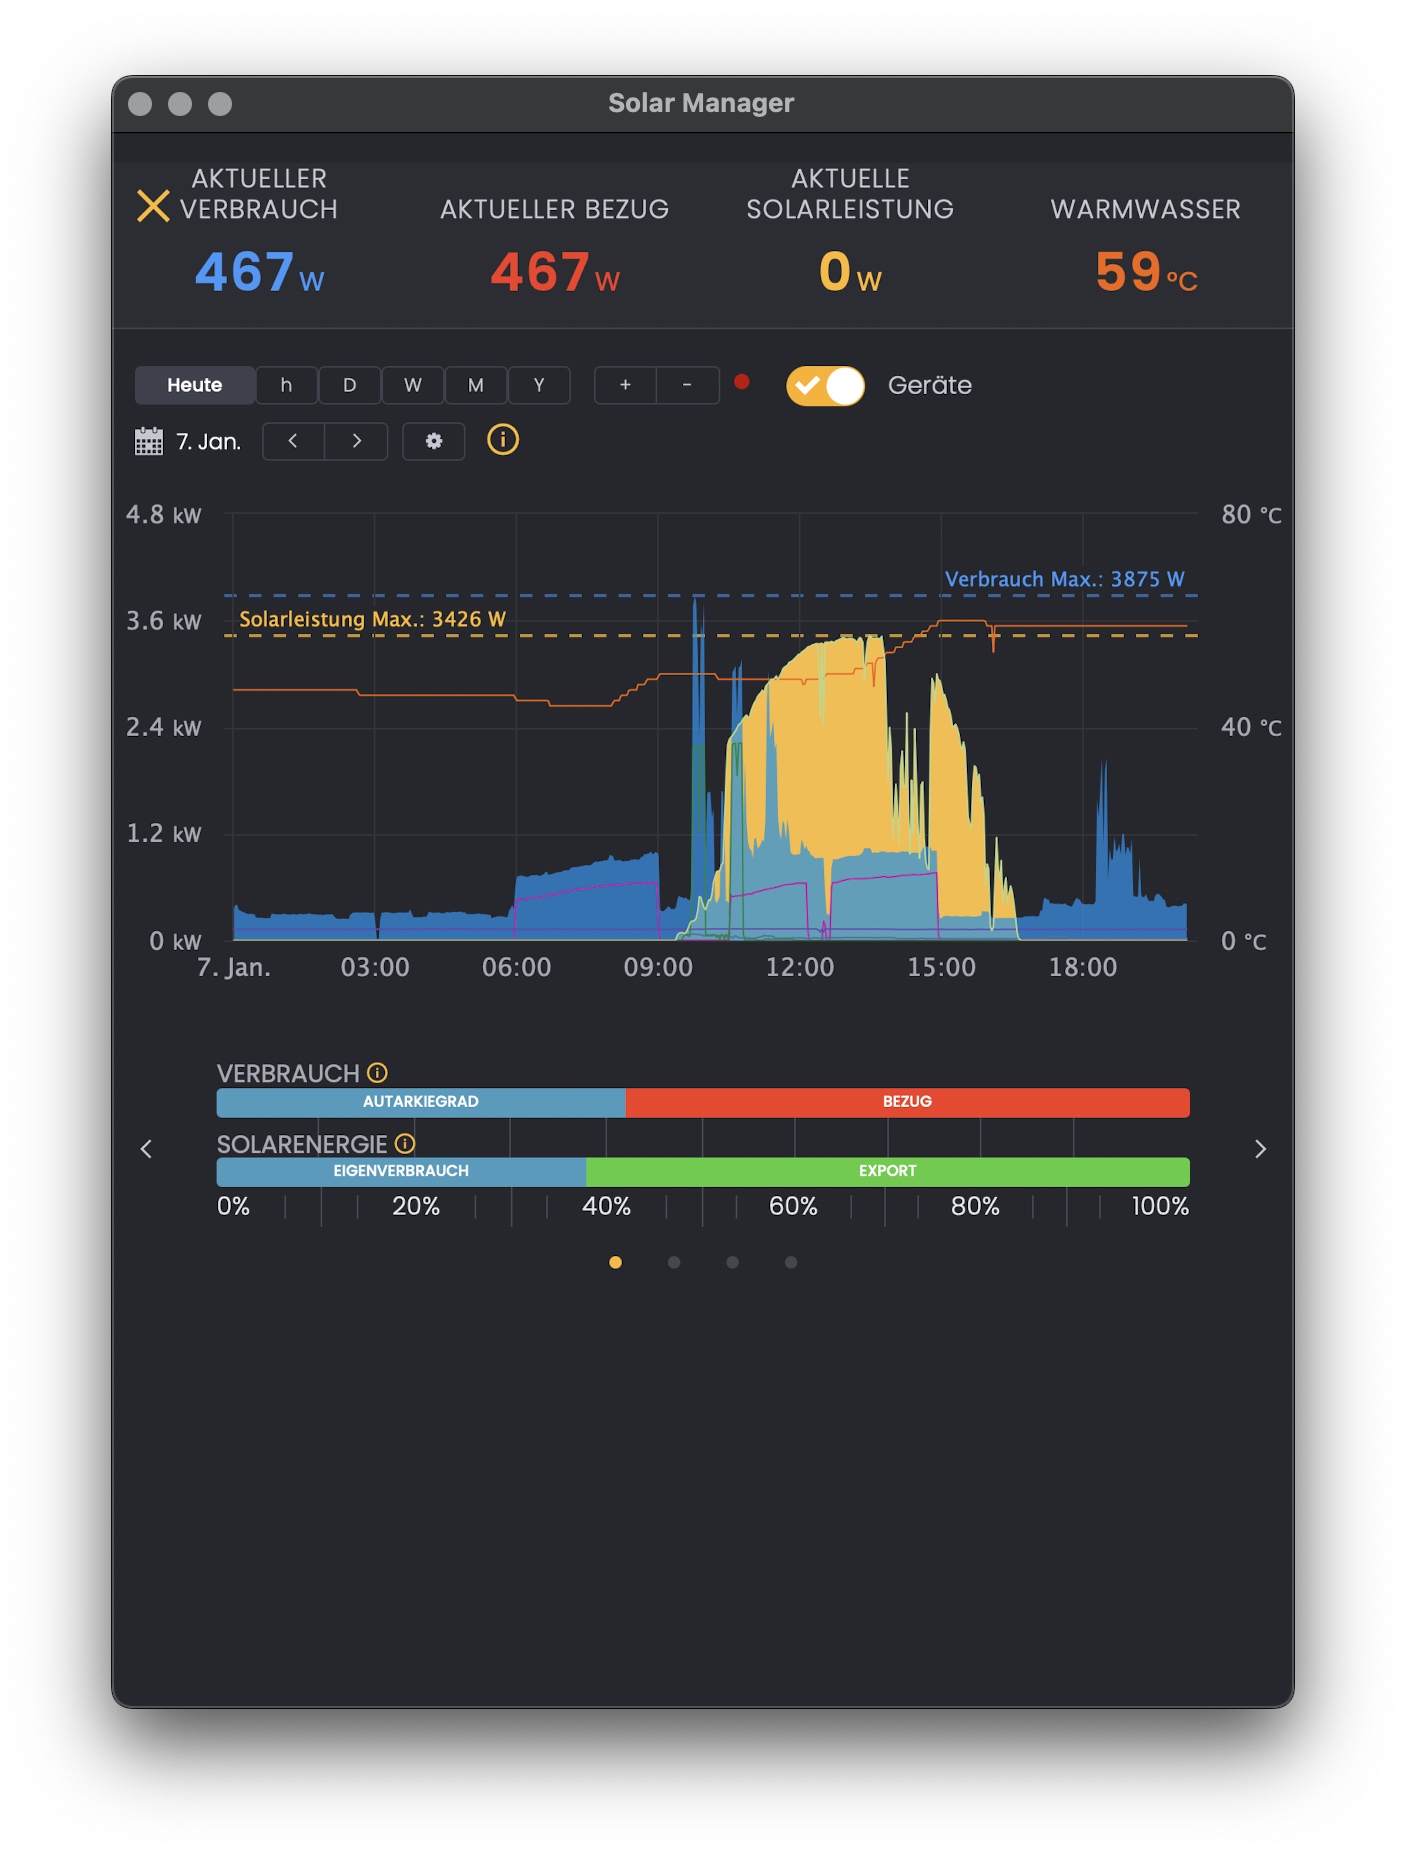 Solar Manager
AKTUELLER
VERBRAUCH
467 W
AKTUELLER BEZUG
467 W
AKTUELLE
SOLARLEISTUNG
0 W
WARMWASSER
59 °C
Heute h D W M Y + - Geräte
7. Jan.
4.8 kW
3.6 kW
2.4 kW
1.2 kW
0 kW
80 °C
40 °C
0 °C
Verbrauch Max.: 3875 W
Solarleistung Max.: 3426 W
7. Jan. 03:00 06:00 09:00 12:00 15:00 18:00
VERBRAUCH
AUTARKIEGRAD BEZUG
SOLARENERGIE
EIGENVERBRAUCH EXPORT
0% 20% 40% 60% 80% 100%